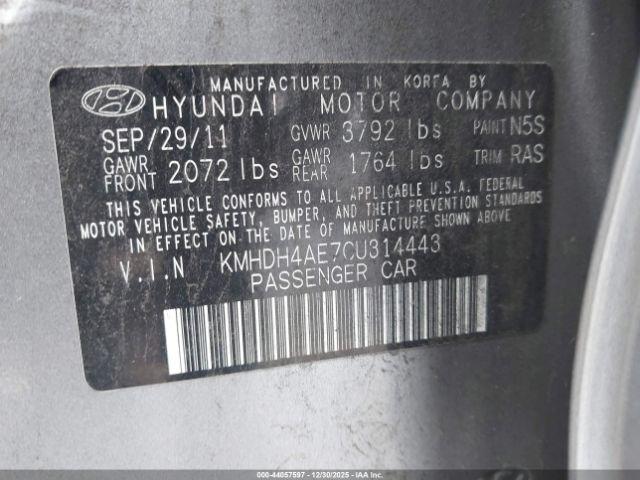 MANUFACTURED IN KOREA BY
HYUNDAI MOTOR COMPANY
SEP/29/11 GVWR 3792 lbs PAINT N5S
GAWR FRONT 2072 lbs GAWR REAR 1764 lbs TRIM RAS
THIS VEHICLE CONFORMS TO ALL APPLICABLE U.S.A. FEDERAL
MOTOR VEHICLE SAFETY, BUMPER, AND THEFT PREVENTION STANDARDS
IN EFFECT ON THE DATE OF MANUFACTURE SHOWN ABOVE
V.I.N KMHDH4AE7CU314443
PASSENGER CAR
000-44057597 - 12/30/2025 - IAAI.COM